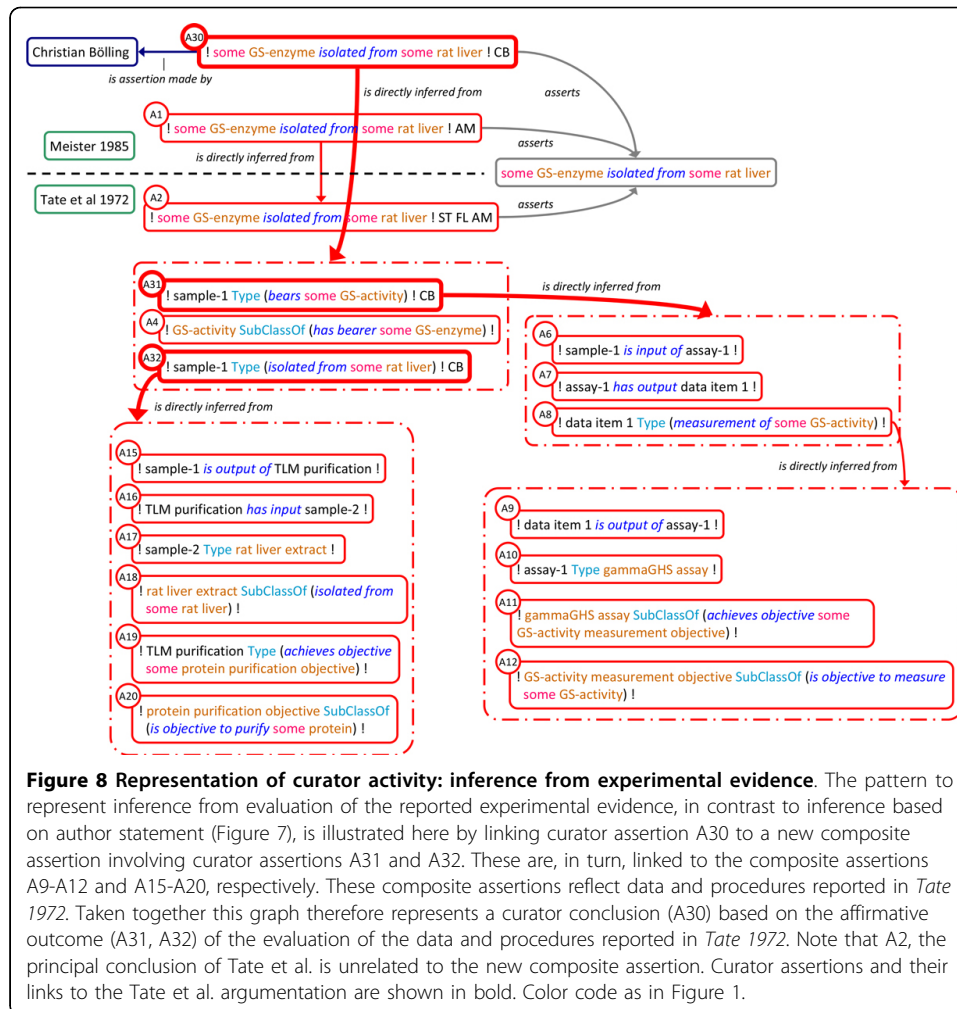 A30
Christian Bölling
! some GS-enzyme isolated from some rat liver ! CB
is assertion made by
is directly inferred from
asserts
A1
! some GS-enzyme isolated from some rat liver ! AM
Meister 1985
is directly inferred from
asserts
some GS-enzyme isolated from some rat liver
Tate et al 1972
A2
! some GS-enzyme isolated from some rat liver ! ST FL AM
asserts
A31
! sample-1 Type (bears some GS-activity) ! CB
is directly inferred from
A4
! GS-activity SubClassOf (has bearer some GS-enzyme) !
A32
! sample-1 Type (isolated from some rat liver) ! CB
A6
! sample-1 is input of assay-1 !
A7
! assay-1 has output data item 1 !
A8
! data item 1 Type (measurement of some GS-activity) !
is directly inferred from
is directly inferred from
A15
! sample-1 is output of TLM purification !
A16
! TLM purification has input sample-2 !
A17
! sample-2 Type rat liver extract !
A18
! rat liver extract SubClassOf (isolated from
some rat liver) !
A19
! TLM purification Type (achieves objective
some protein purification objective) !
A20
! protein purification objective SubClassOf
(is objective to purify some protein) !
A9
! data item 1 is output of assay-1 !
A10
! assay-1 Type gammaGHS assay !
A11
! gammaGHS assay SubClassOf (achieves objective some
GS-activity measurement objective) !
A12
! GS-activity measurement objective SubClassOf (is objective to measure
some GS-activity) !
Figure 8 Representation of curator activity: inference from experimental evidence. The pattern to
represent inference from evaluation of the reported experimental evidence, in contrast to inference based
on author statement (Figure 7), is illustrated here by linking curator assertion A30 to a new composite
assertion involving curator assertions A31 and A32. These are, in turn, linked to the composite assertions
A9-A12 and A15-A20, respectively. These composite assertions reflect data and procedures reported in Tate
1972. Taken together this graph therefore represents a curator conclusion (A30) based on the affirmative
outcome (A31, A32) of the evaluation of the data and procedures reported in Tate 1972. Note that A2, the
principal conclusion of Tate et al. is unrelated to the new composite assertion. Curator assertions and their
links to the Tate et al. argumentation are shown in bold. Color code as in Figure 1.